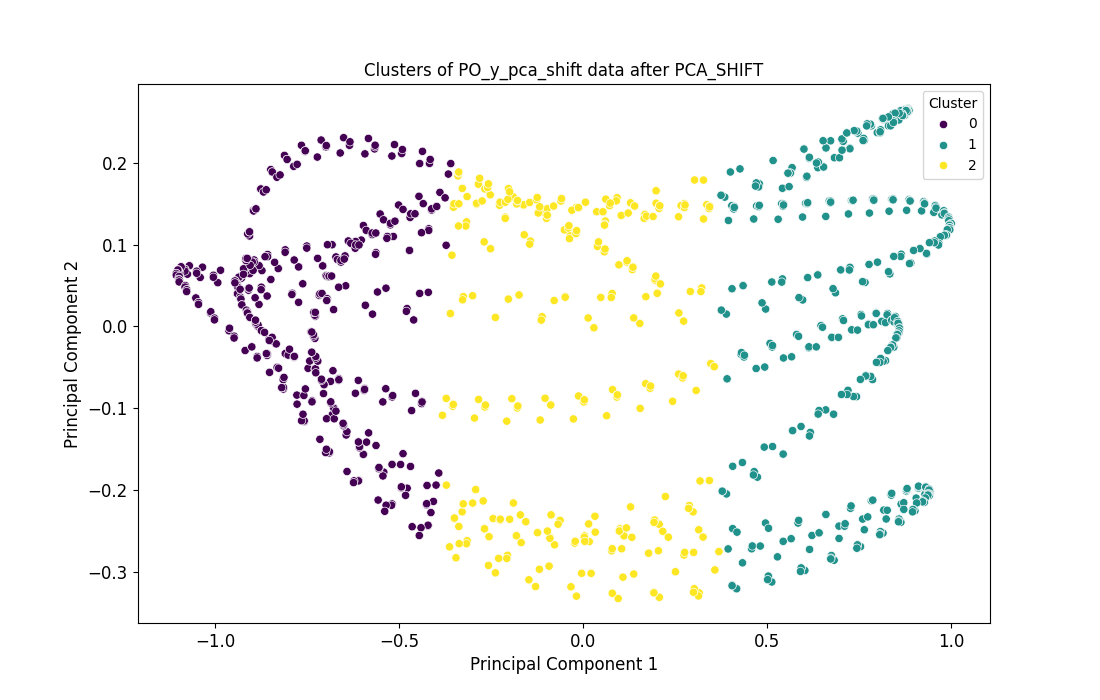 Clusters of PO_y_pca_shift data after PCA_SHIFT
Cluster
0
1
2
Principal Component 2
0.2
0.1
0.0
−0.1
−0.2
−0.3
−1.0 −0.5 0.0 0.5 1.0
Principal Component 1